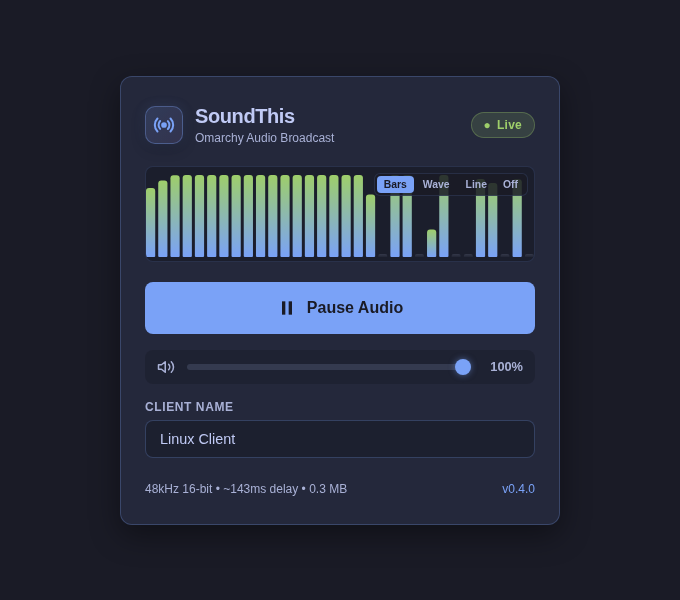 SoundThis
Omarchy Audio Broadcast
● Live
Bars Wave Line Off
Pause Audio
100%
CLIENT NAME
Linux Client
48kHz 16-bit • ~143ms delay • 0.3 MB
v0.4.0